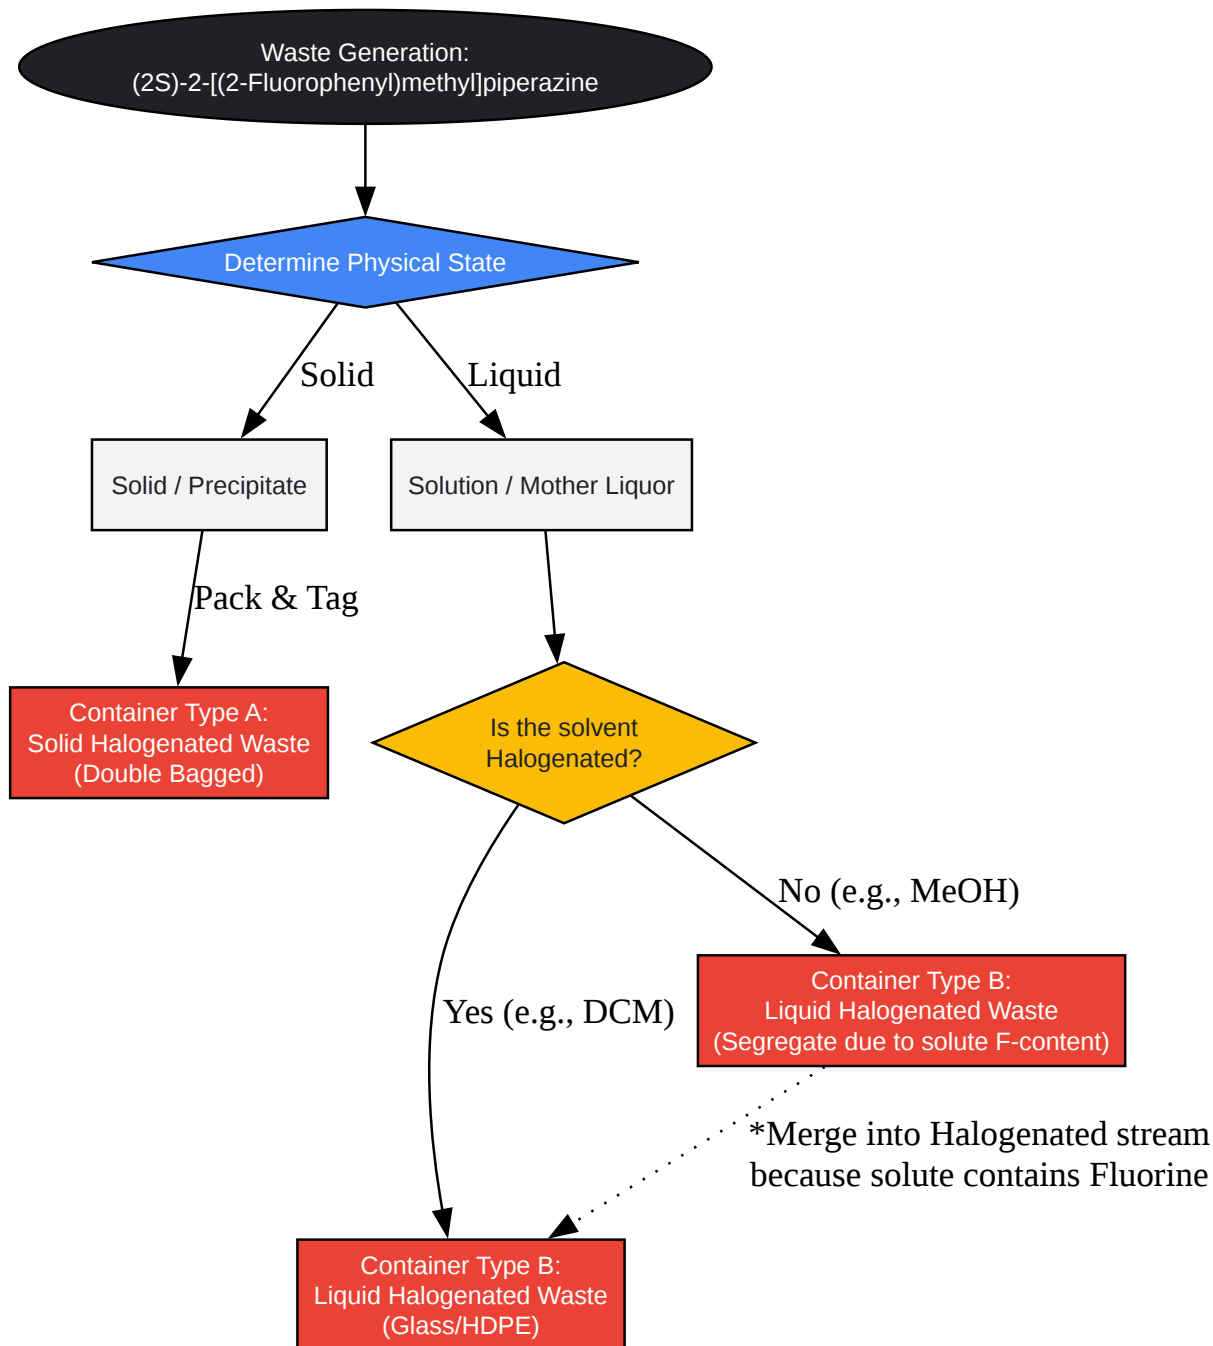 Waste Generation:
(2S)-2-[(2-Fluorophenyl)methyl]piperazine
Determine Physical State
Solid
Liquid
Solid / Precipitate
Solution / Mother Liquor
Pack & Tag
Container Type A:
Solid Halogenated Waste
(Double Bagged)
Is the solvent
Halogenated?
No (e.g., MeOH)
Yes (e.g., DCM)
Container Type B:
Liquid Halogenated Waste
(Segregate due to solute F-content)
*Merge into Halogenated stream
because solute contains Fluorine
Container Type B:
Liquid Halogenated Waste
(Glass/HDPE)